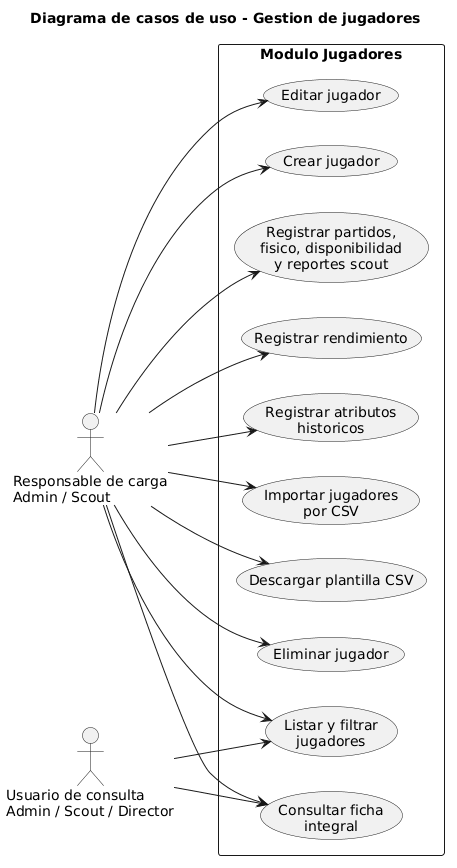 Diagrama de casos de uso - Gestion de jugadores
Modulo Jugadores
Editar jugador
Crear jugador
Registrar partidos,
fisico, disponibilidad
y reportes scout
Registrar rendimiento
Registrar atributos
historicos
Responsable de carga
Admin / Scout
Importar jugadores
por CSV
Descargar plantilla CSV
Eliminar jugador
Listar y filtrar
jugadores
Usuario de consulta
Admin / Scout / Director
Consultar ficha
integral